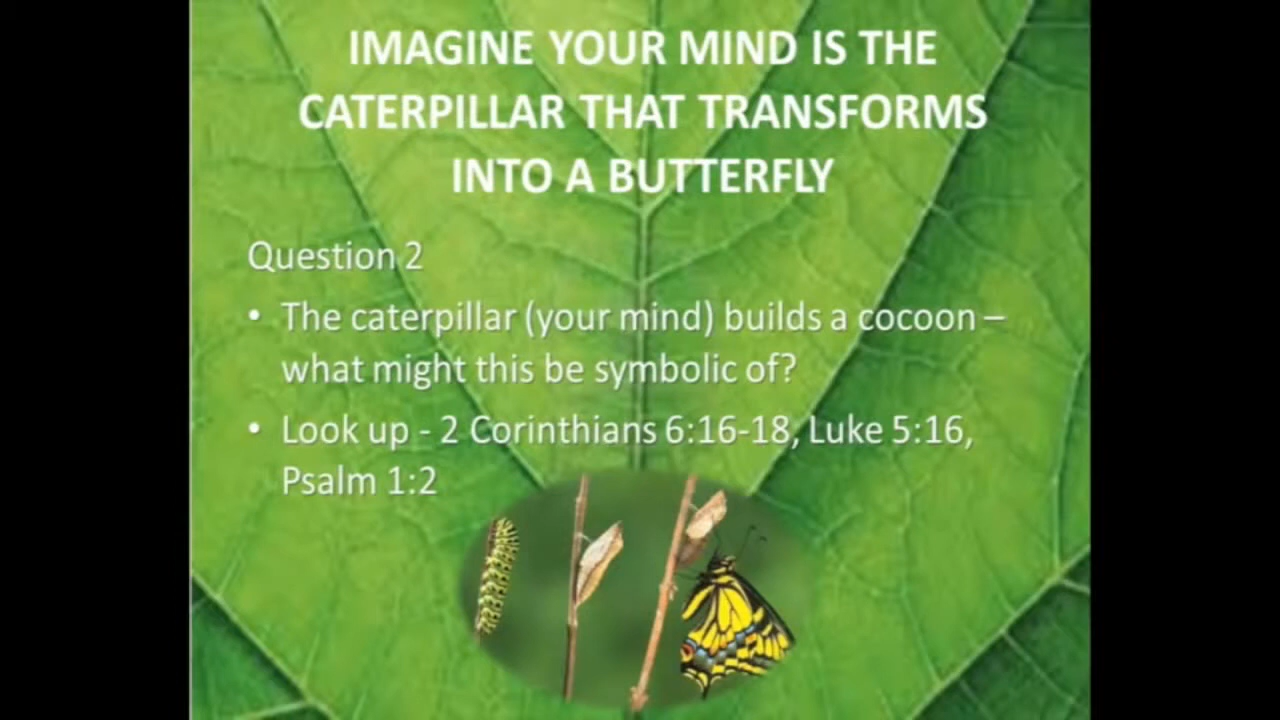 IMAGINE YOUR MIND IS THE
CATERPILLAR THAT TRANSFORMS
INTO A BUTTERFLY
Question 2
• The caterpillar (your mind) builds a cocoon –
what might this be symbolic of?
• Look up - 2 Corinthians 6:16-18, Luke 5:16,
Psalm 1:2